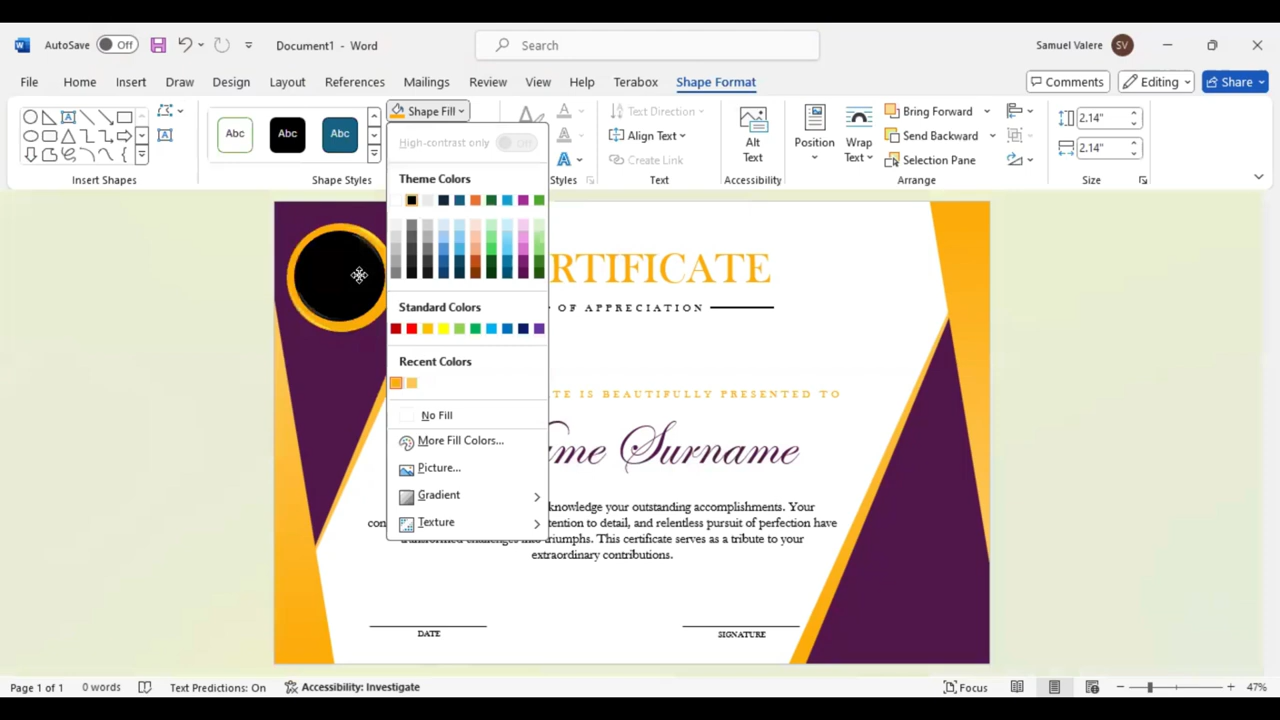 AutoSave Off Document1 - Word Search Samuel Valere SV
File Home Insert Draw Design Layout References Mailings Review View Help Terabox Shape Format Comments Editing Share
Insert Shapes
Abc Abc Abc
Shape Styles
Shape Fill
High-contrast only Off
Theme Colors
Standard Colors
Recent Colors
No Fill
More Fill Colors...
Picture...
Gradient
Texture
Styles
Text Direction
Align Text
Create Link
Text
Alt
Text
Accessibility
Position
Wrap
Text
Bring Forward
Send Backward
Selection Pane
Arrange
2.14"
2.14"
Size
RTIFICATE
OF APPRECIATION
TE IS BEAUTIFULLY PRESENTED TO
me Surname
knowledge your outstanding accomplishments. Your
tention to detail, and relentless pursuit of perfection have
triumphs. This certificate serves as a tribute to your
extraordinary contributions.
DATE SIGNATURE
Page 1 of 1 0 words Text Predictions: On Accessibility: Investigate Focus 47%